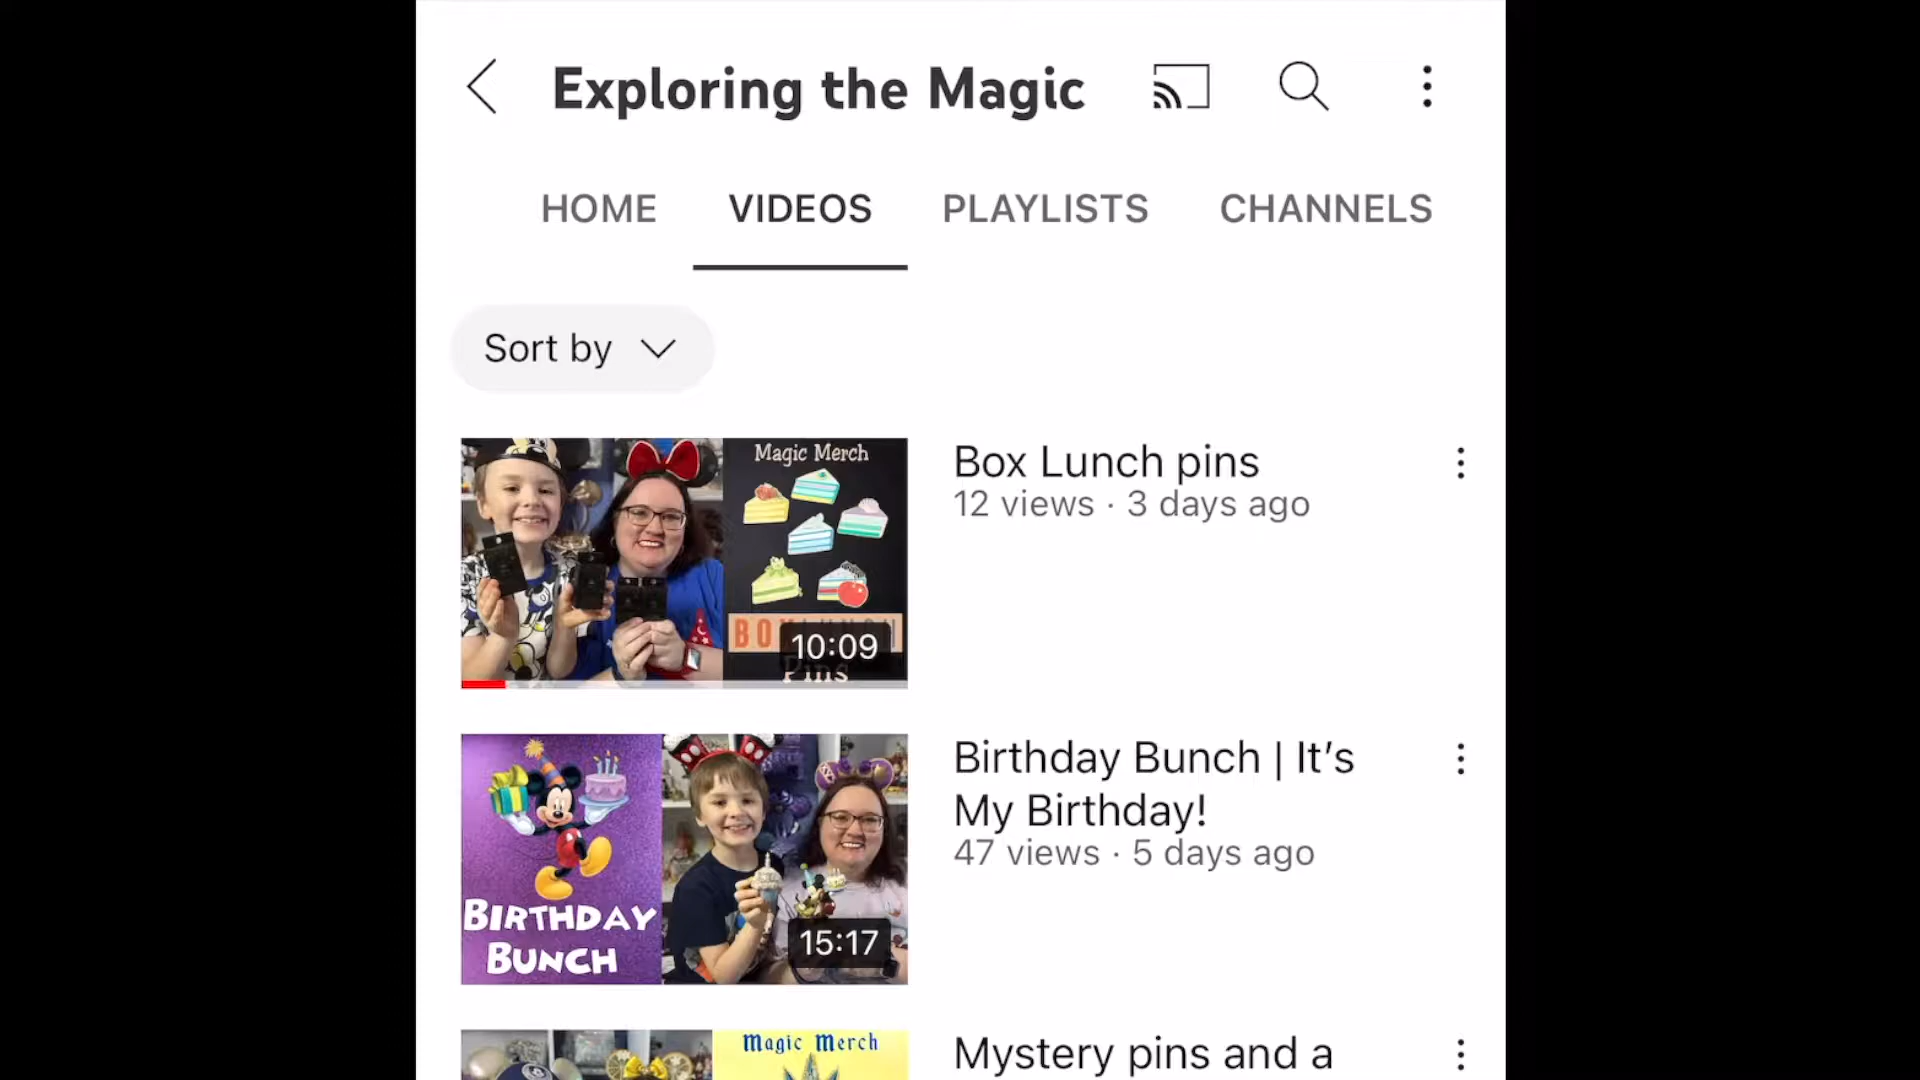 Exploring the Magic
HOME VIDEOS PLAYLISTS CHANNELS
Sort by
Magic Merch
10:09
Pins
Box Lunch pins
12 views · 3 days ago
BIRTHDAY
BUNCH
15:17
Birthday Bunch | It's
My Birthday!
47 views · 5 days ago
Magic Merch
Mystery pins and a